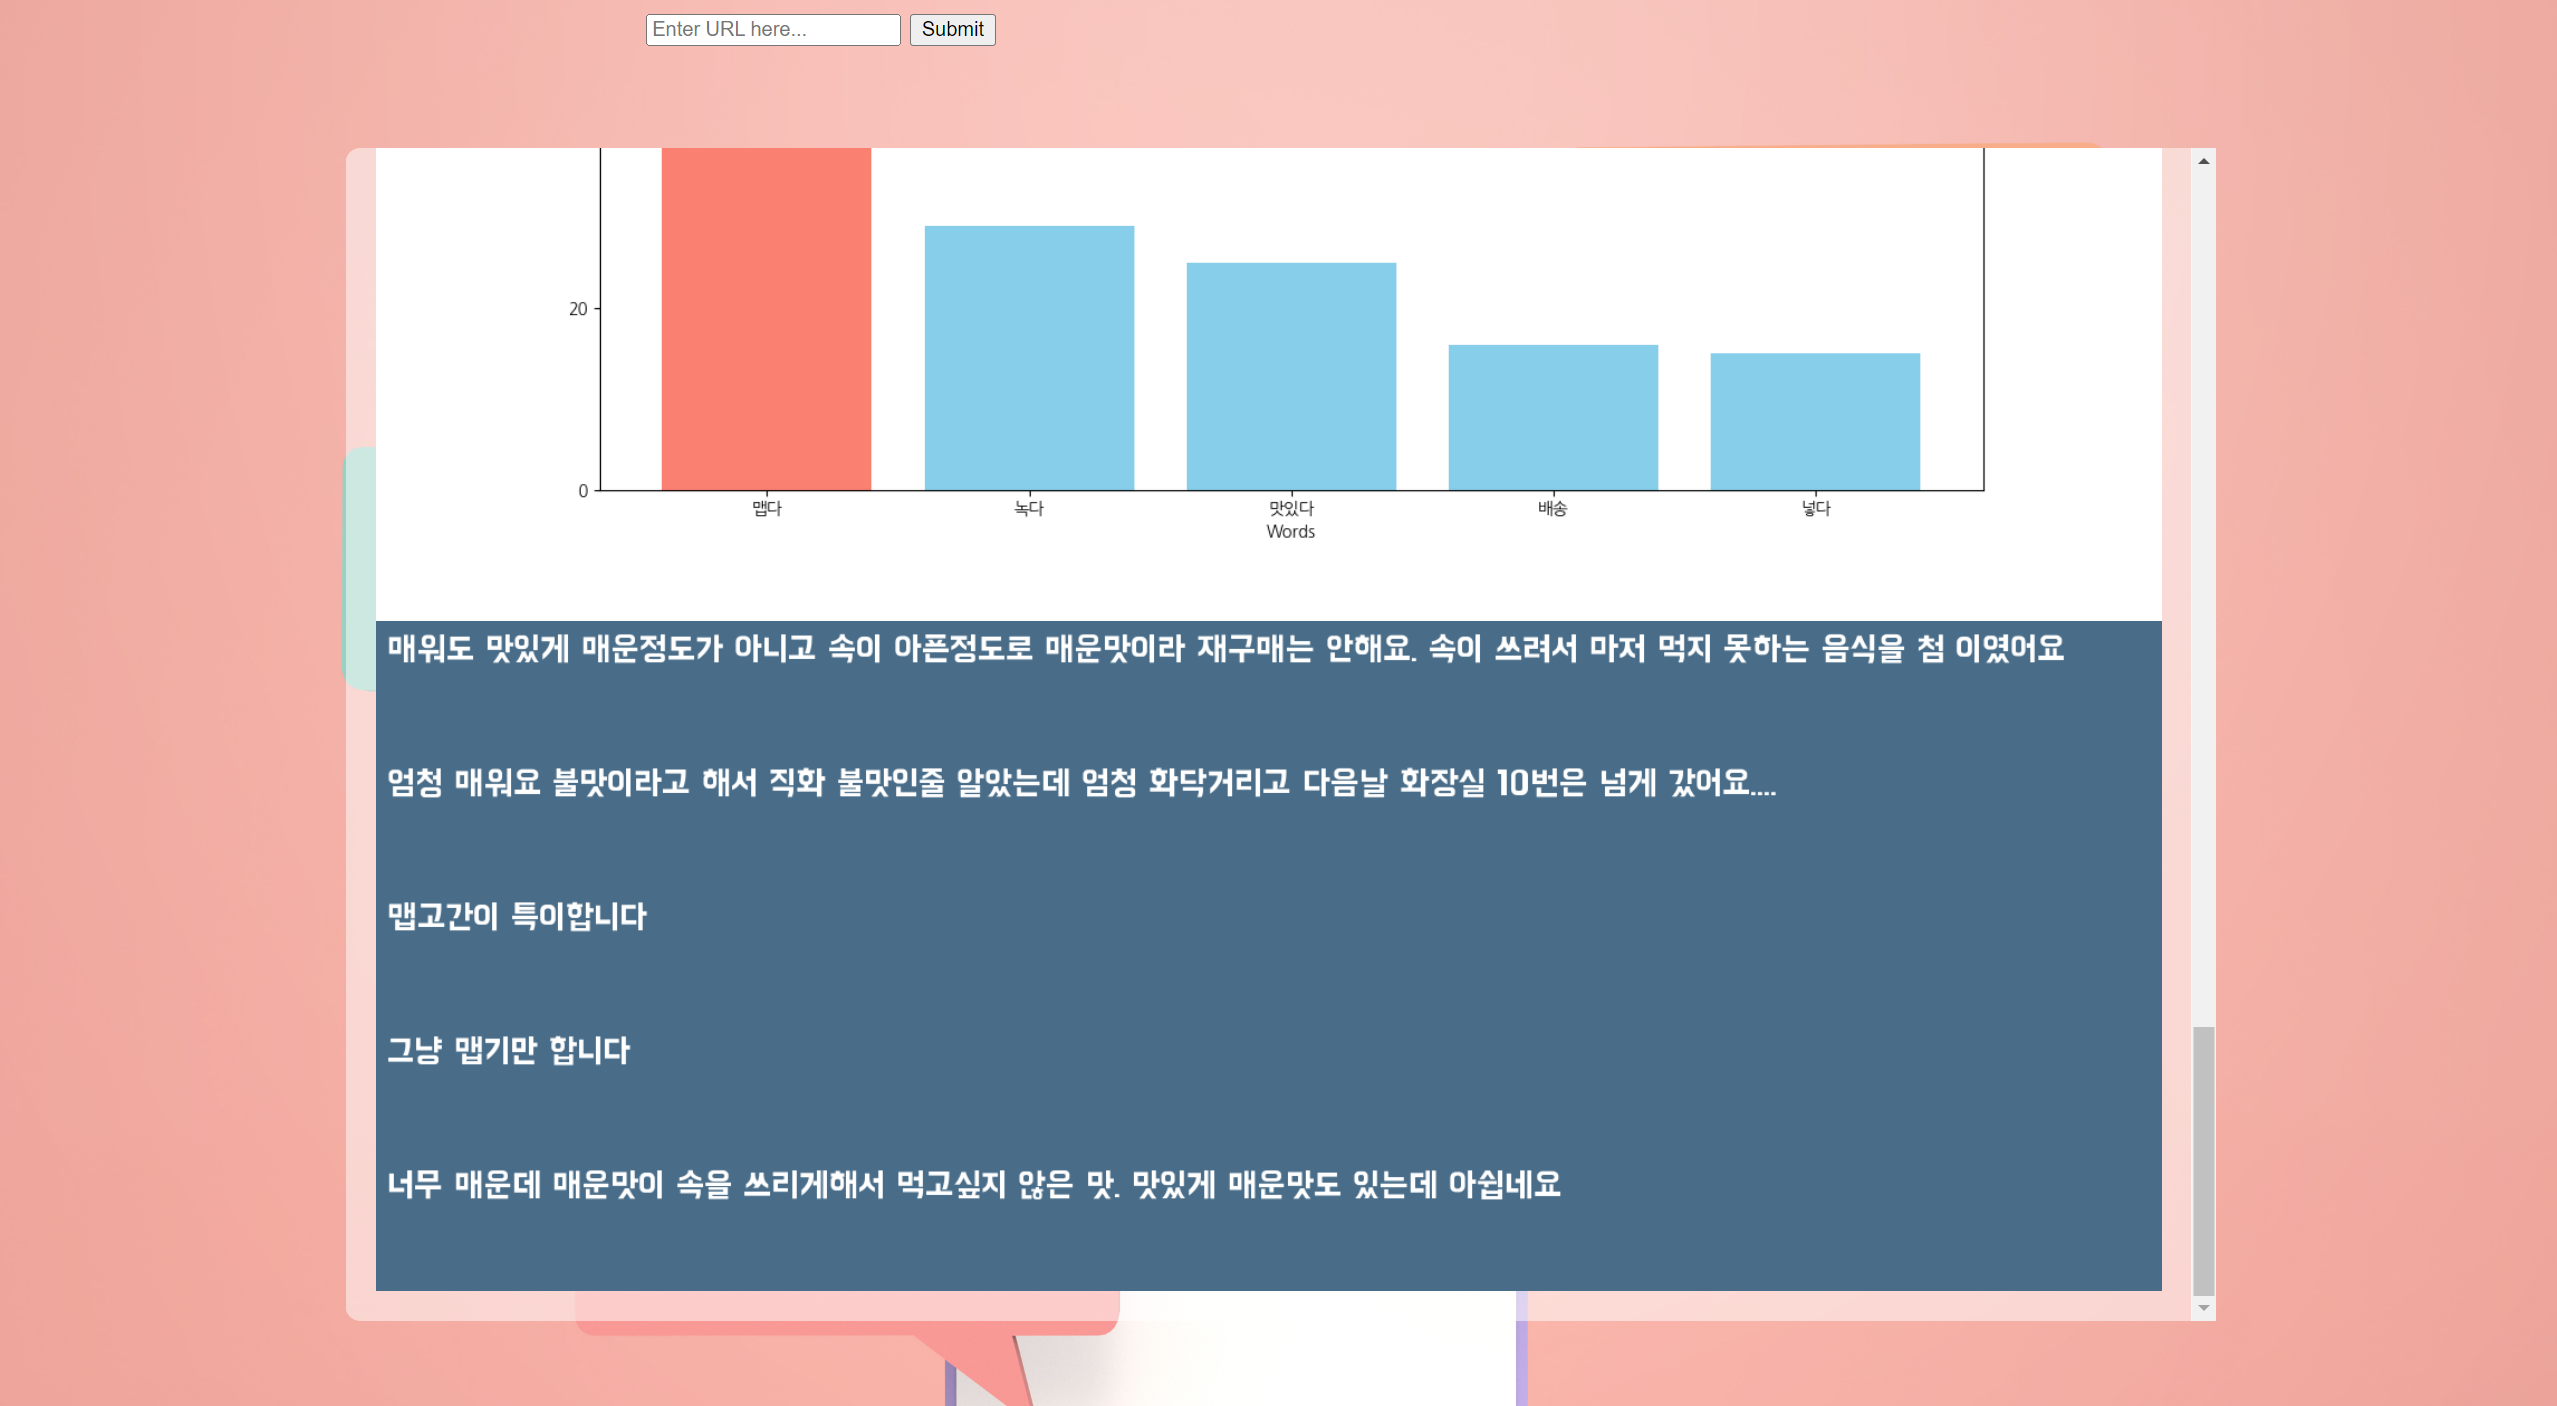 Enter URL here... Submit
20
0
맵다 녹다 맛있다 배송 넣다
Words
매워도 맛있게 매운정도가 아니고 속이 아픈정도로 매운맛이라 재구매는 안해요. 속이 쓰려서 마저 먹지 못하는 음식을 첨 이였어요
엄청 매워요 불맛이라고 해서 직화 불맛인줄 알았는데 엄청 화닥거리고 다음날 화장실 10번은 넘게 갔어요....
맵고간이 특이합니다
그냥 맵기만 합니다
너무 매운데 매운맛이 속을 쓰리게해서 먹고싶지 않은 맛. 맛있게 매운맛도 있는데 아쉽네요